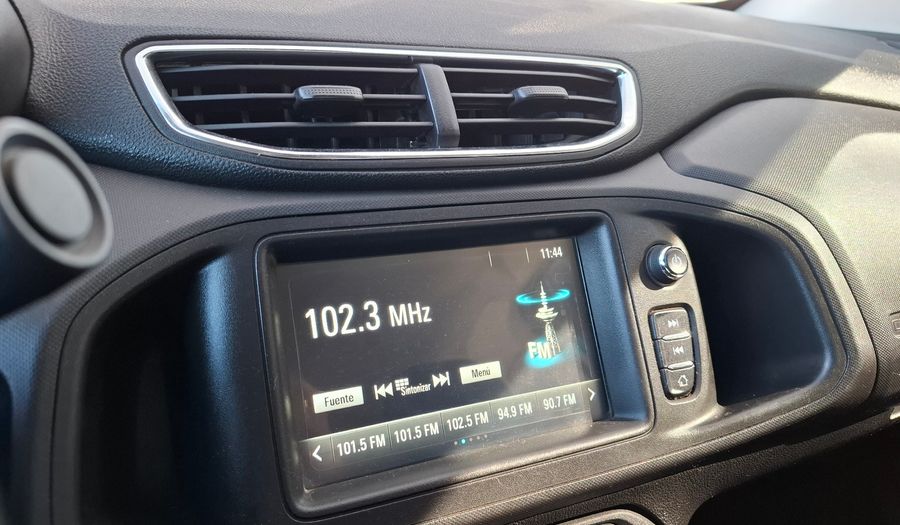 11:44
102.3 MHz
FM
Fuente
Sintonizar
Menú
101.5 FM
101.5 FM
102.5 FM
94.9 FM
90.7 FM